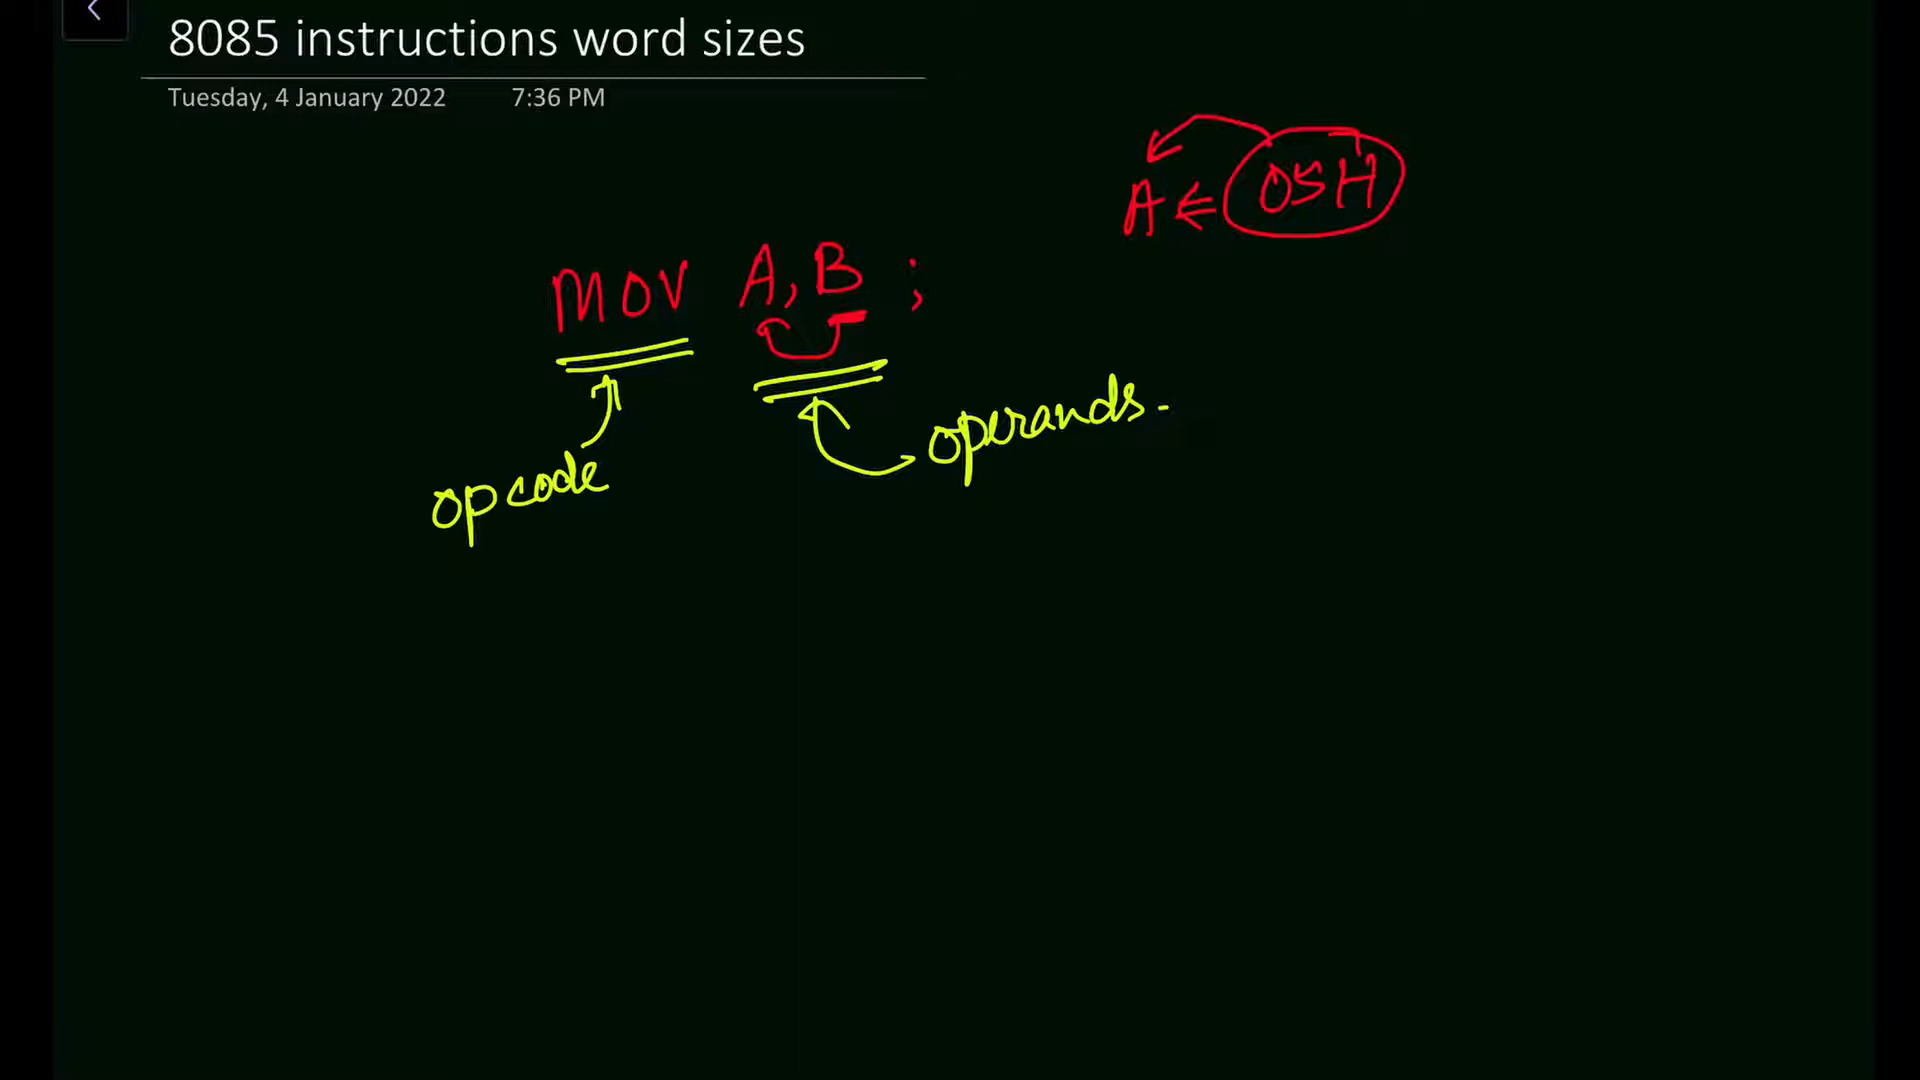 8085 instructions word sizes
Tuesday, 4 January 2022 7:36 PM
A ⇐ 05H
MOV A, B ;
operands.
opcode